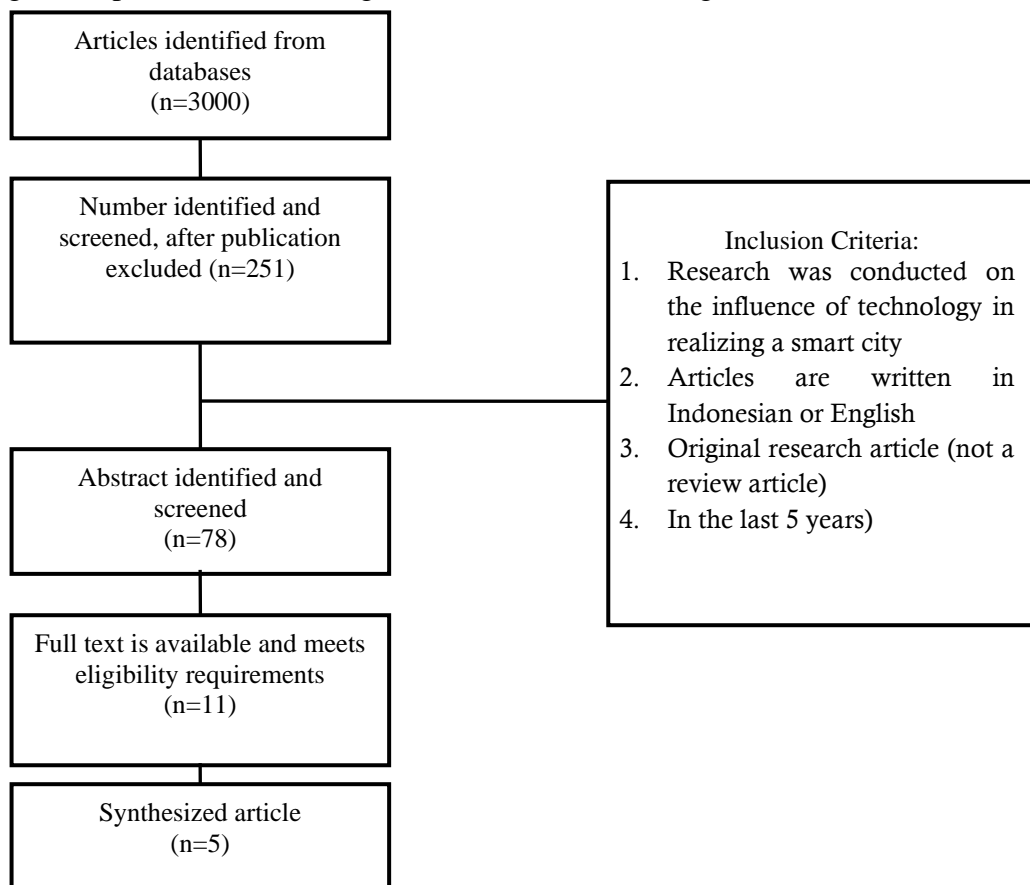 Articles identified from
databases
(n=3000)
Number identified and
screened, after publication
excluded (n=251)
Inclusion Criteria:
1. Research was conducted on
the influence of technology in
realizing a smart city
2. Articles are written in
Indonesian or English
3. Original research article (not a
review article)
4. In the last 5 years)
Abstract identified and
screened
(n=78)
Full text is available and meets
eligibility requirements
(n=11)
Synthesized article
(n=5)